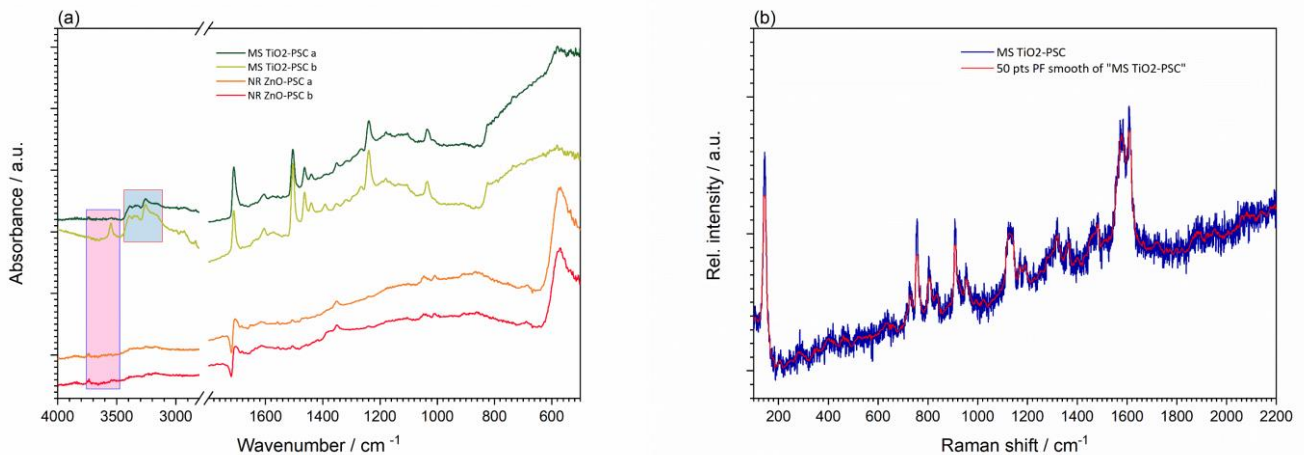 (a)
MS TiO2-PSC a
MS TiO2-PSC b
NR ZnO-PSC a
NR ZnO-PSC b
Absorbance / a.u.
4000 3500 3000 1600 1400 1200 1000 800 600
Wavenumber / cm -1
(b)
MS TiO2-PSC
50 pts PF smooth of "MS TiO2-PSC"
Rel. intensity / a.u.
200 400 600 800 1000 1200 1400 1600 1800 2000 2200
Raman shift / cm-1